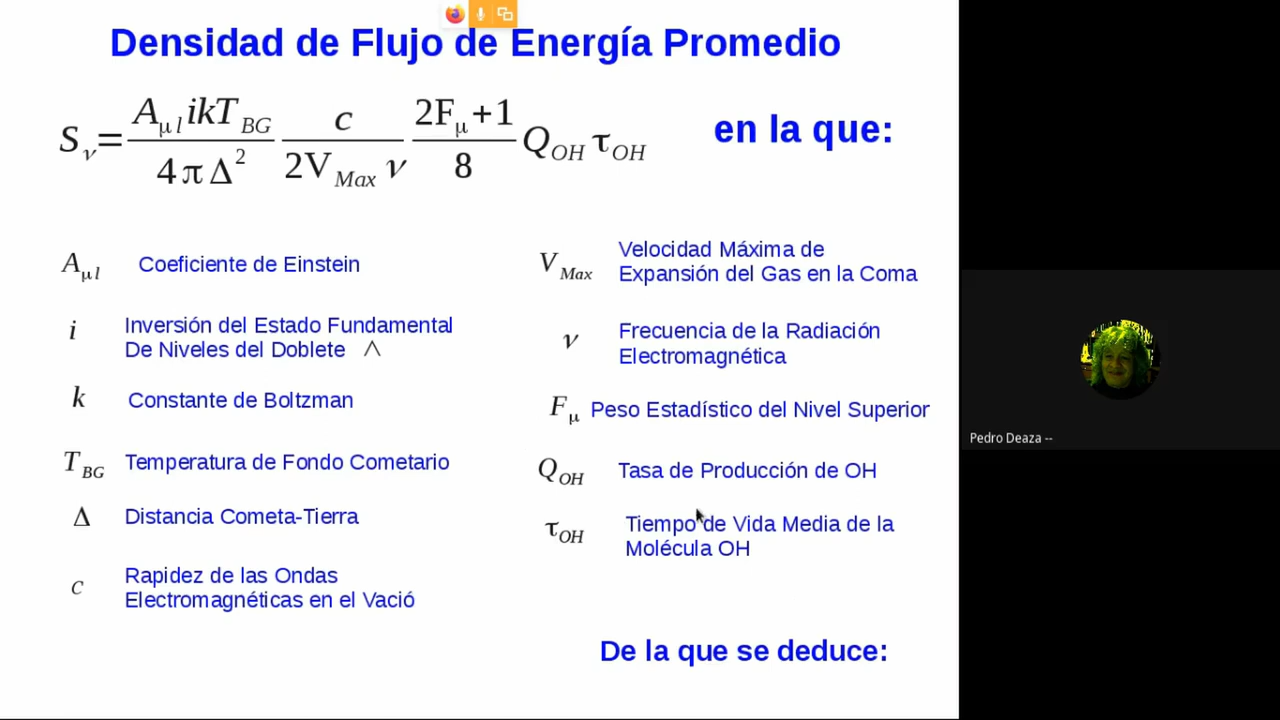 Densidad de Flujo de Energía Promedio
S_ν = (A_μl ikT_BG / 4πΔ²) (c / 2V_Max ν) ((2F_μ+1) / 8) Q_OH τ_OH
en la que:
A_μl Coeficiente de Einstein
i Inversión del Estado Fundamental
De Niveles del Doblete ^
k Constante de Boltzman
T_BG Temperatura de Fondo Cometario
Δ Distancia Cometa-Tierra
c Rapidez de las Ondas
Electromagnéticas en el Vació
V_Max Velocidad Máxima de
Expansión del Gas en la Coma
ν Frecuencia de la Radiación
Electromagnética
F_μ Peso Estadístico del Nivel Superior
Q_OH Tasa de Producción de OH
τ_OH Tiempo de Vida Media de la
Molécula OH
De la que se deduce:
Pedro Deaza --